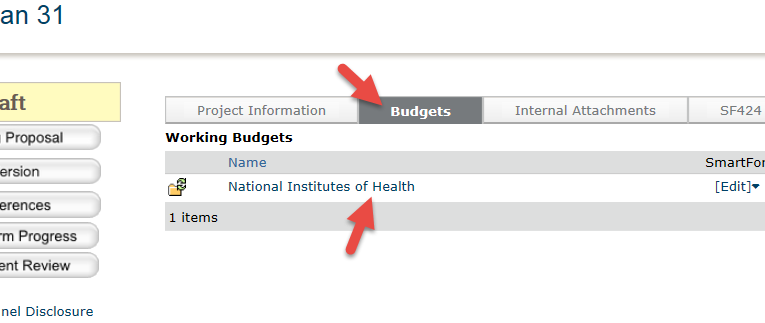 an 31
aft
Proposal
ersion
erences
rm Progress
ent Review
nel Disclosure
Project Information
Budgets
Internal Attachments
SF424
Working Budgets
Name
SmartFor
National Institutes of Health
[Edit]
1 items